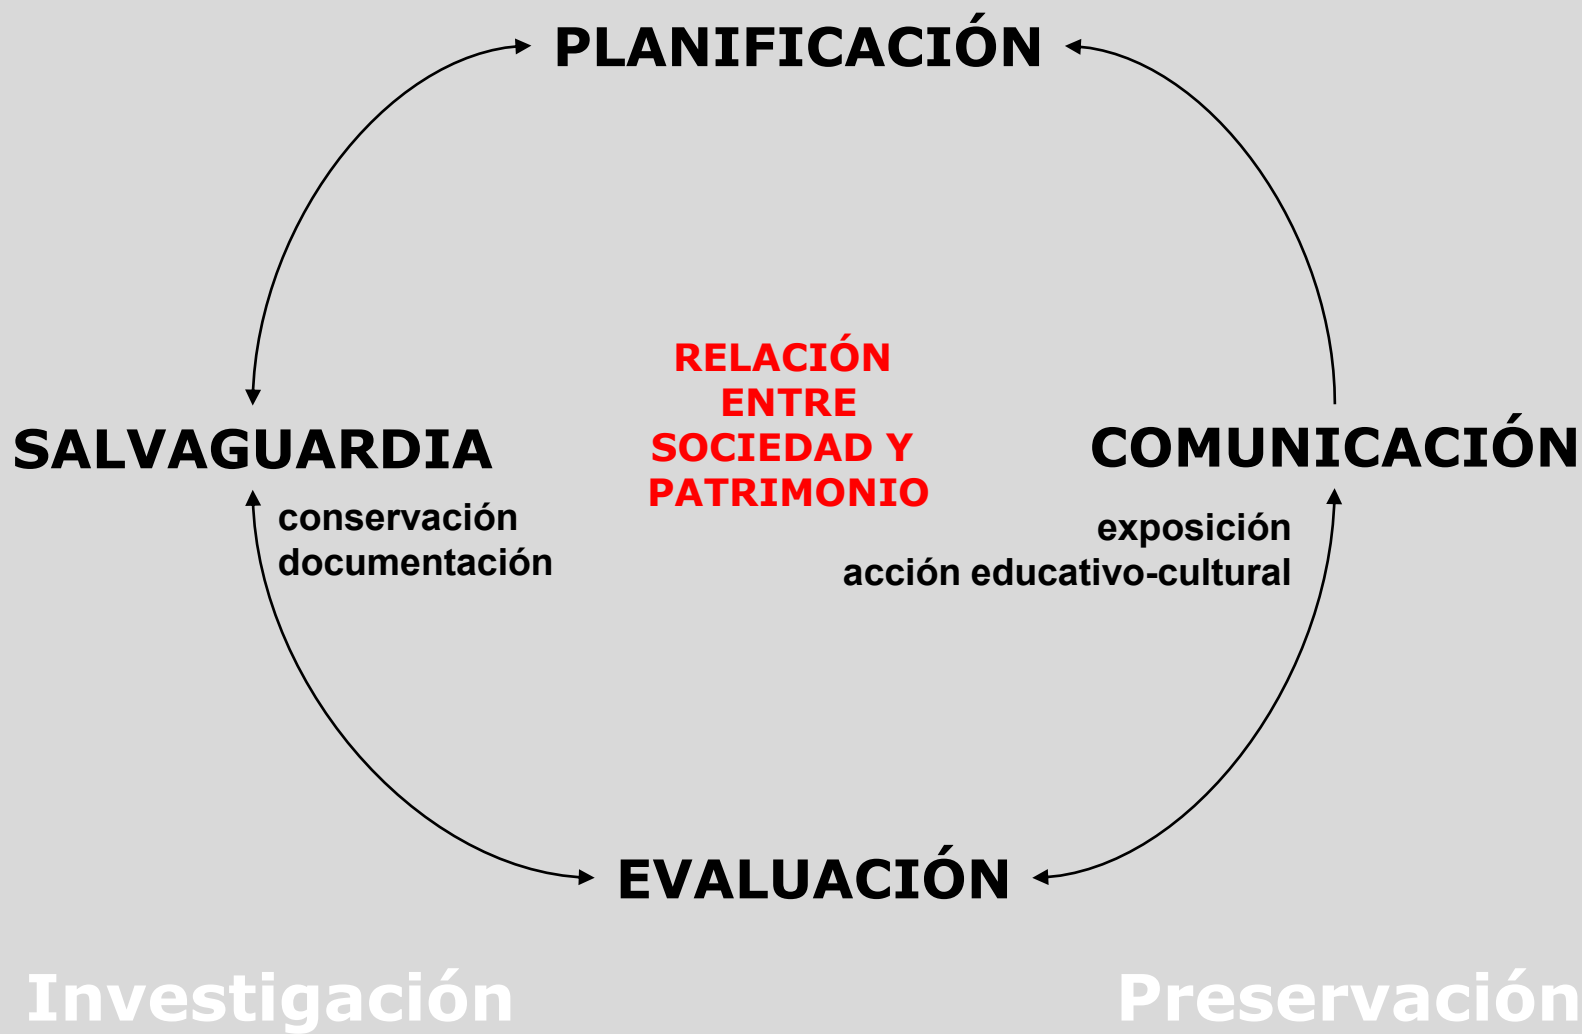 PLANIFICACIÓN
RELACIÓN
ENTRE
SOCIEDAD Y
PATRIMONIO
SALVAGUARDIA
conservación
documentación
COMUNICACIÓN
exposición
acción educativo-cultural
EVALUACIÓN
Investigación
Preservación